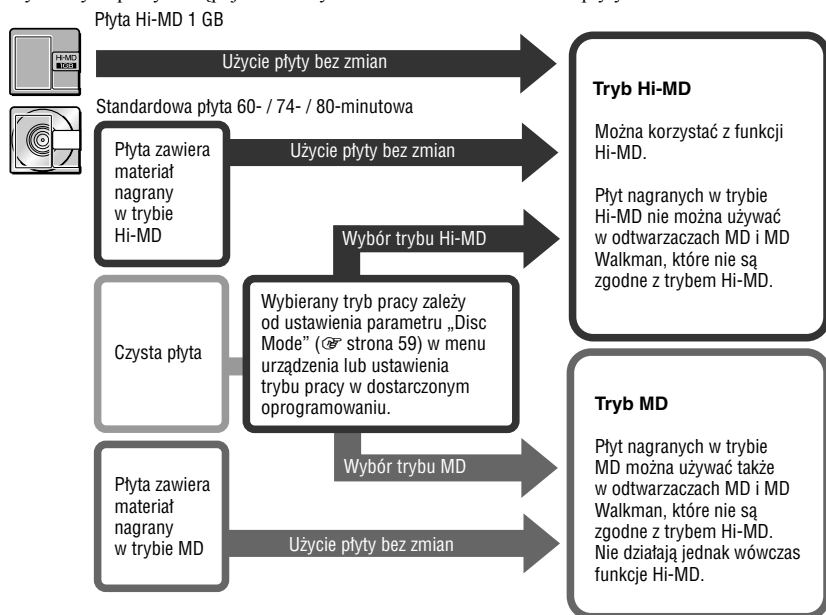 Płyta Hi-MD 1 GB
HI-MD
1GB
Użycie płyty bez zmian
Standardowa płyta 60- / 74- / 80-minutowa
Płyta zawiera
materiał
nagrany
w trybie
Hi-MD
Użycie płyty bez zmian
Wybór trybu Hi-MD
Tryb Hi-MD
Można korzystać z funkcji
Hi-MD.
Płyt nagranych w trybie
Hi-MD nie można używać
w odtwarzaczach MD i MD
Walkman, które nie są
zgodne z trybem Hi-MD.
Czysta płyta
Wybierany tryb pracy zależy
od ustawienia parametru „Disc
Mode” (☞ strona 59) w menu
urządzenia lub ustawienia
trybu pracy w dostarczonym
oprogramowaniu.
Wybór trybu MD
Płyta zawiera
materiał
nagrany
w trybie MD
Użycie płyty bez zmian
Tryb MD
Płyt nagranych w trybie
MD można używać także
w odtwarzaczach MD i MD
Walkman, które nie są
zgodne z trybem Hi-MD.
Nie działają jednak wówczas
funkcje Hi-MD.